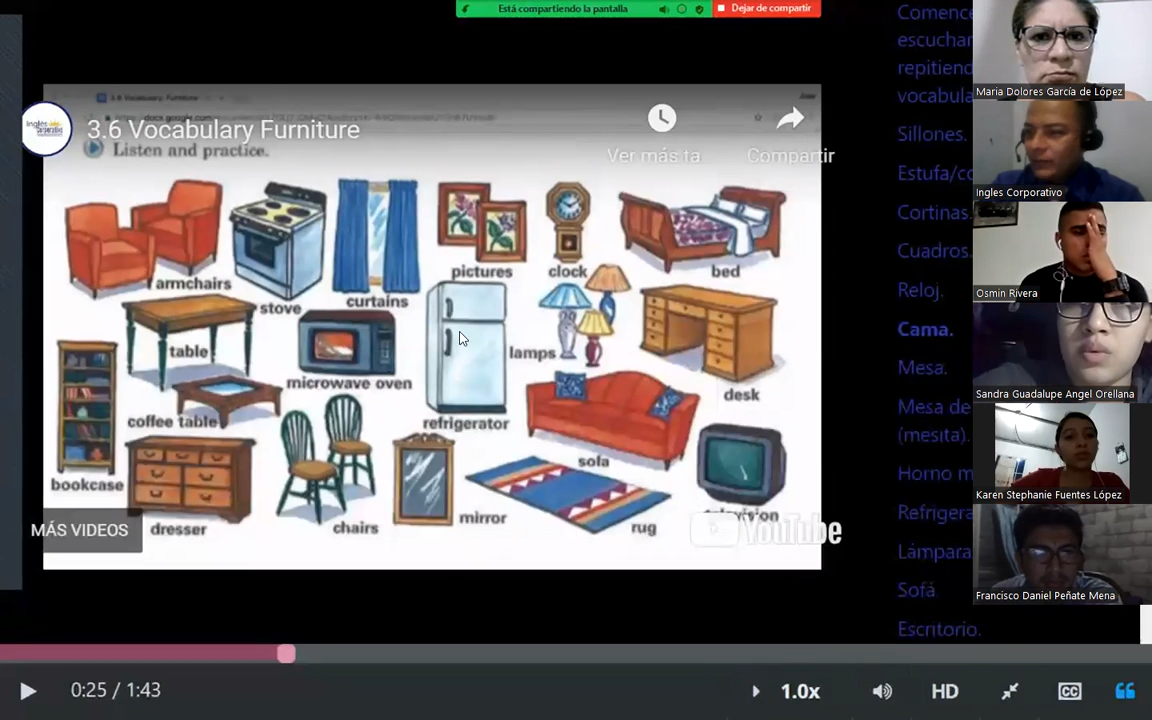 Está compartiendo la pantalla
Dejar de compartir
3.6 Vocabulary Furniture
Listen and practice.
Ver más ta
Compartir
armchairs
stove
curtains
pictures
clock
bed
table
microwave oven
refrigerator
lamps
desk
coffee table
bookcase
dresser
chairs
mirror
sofa
rug
television
MÁS VIDEOS
YouTube
Comence
escuchar
repitiend
vocabula
Sillones.
Estufa/co
Cortinas.
Cuadros.
Reloj.
Cama.
Mesa.
Mesa de
(mesita).
Horno m
Refrigera
Lámpara
Sofá
Escritorio.
Maria Dolores García de López
Ingles Corporativo
Osmin Rivera
Sandra Guadalupe Angel Orellana
Karen Stephanie Fuentes López
Francisco Daniel Peñate Mena
0:25 / 1:43
1.0x
HD
CC